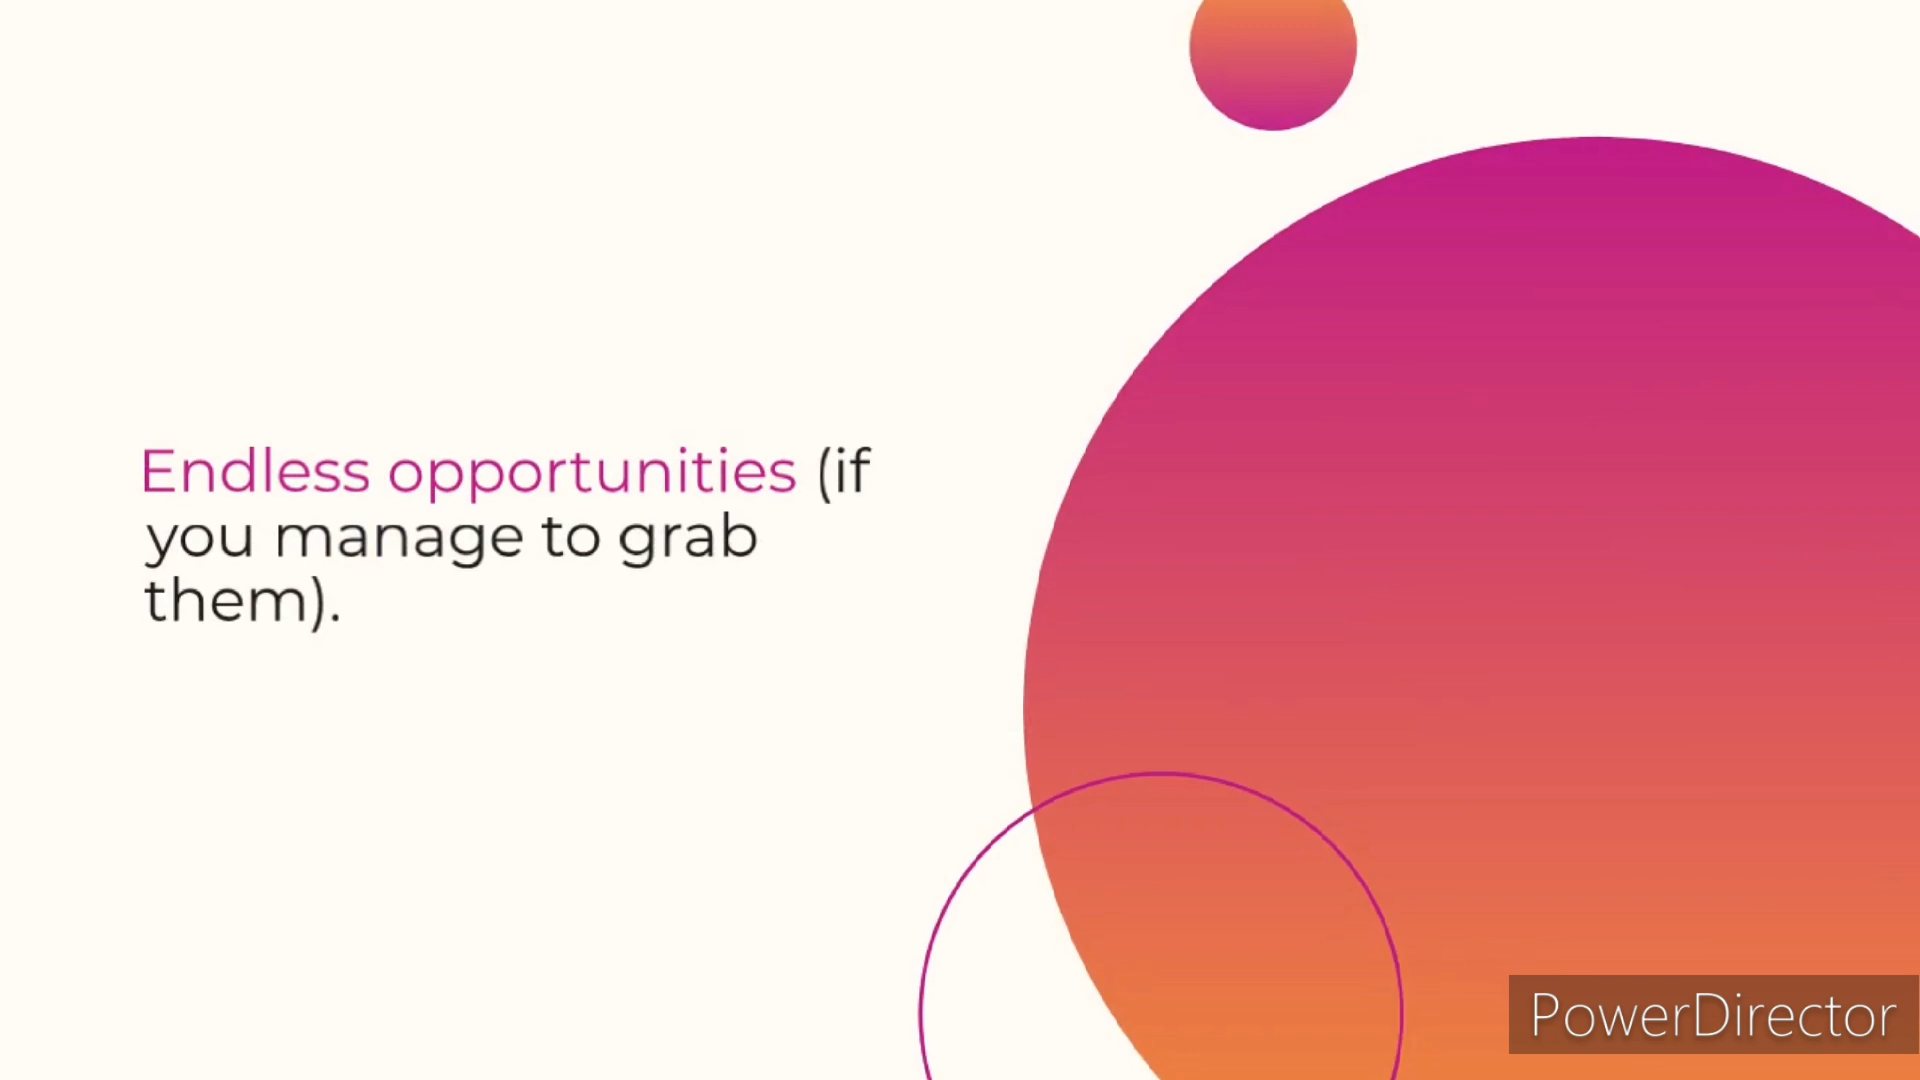 Endless opportunities (if
you manage to grab
them).
PowerDirector